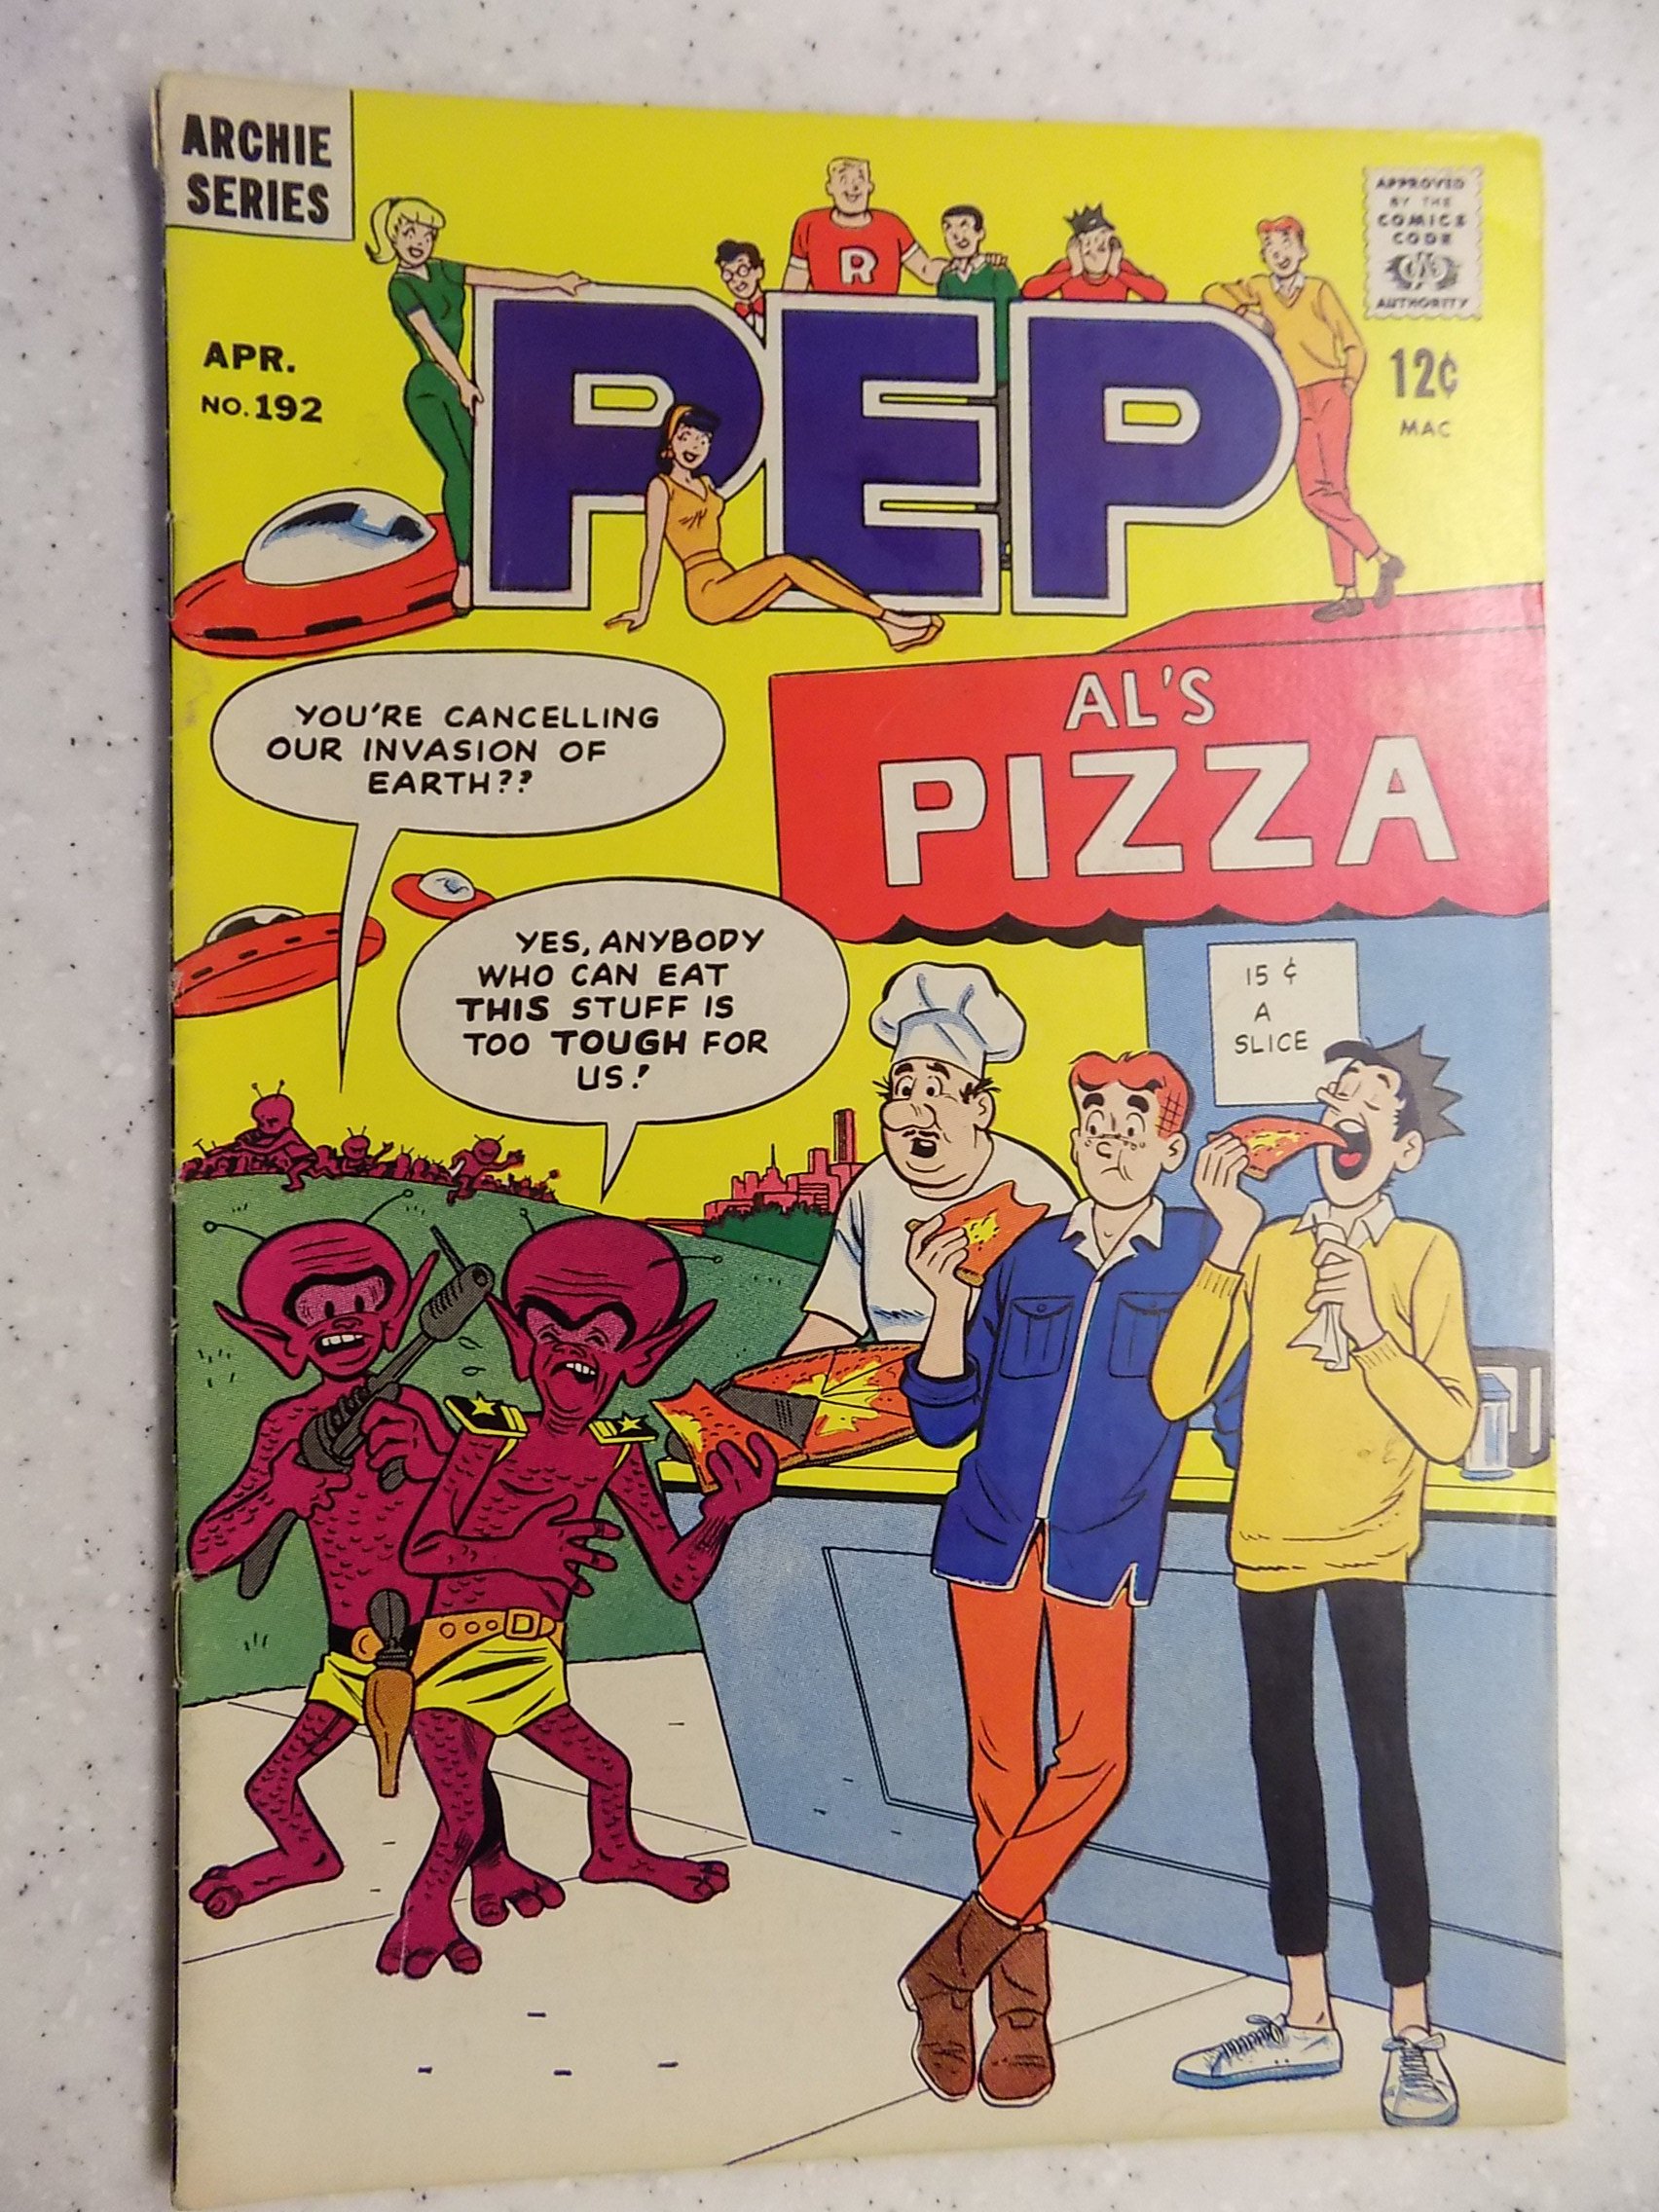 ARCHIE
SERIES
APPROVED
BY THE
COMICS
CODE
AUTHORITY
R
PEP
APR.
NO. 192
12¢
MAC
AL'S
PIZZA
YOU'RE CANCELLING
OUR INVASION OF
EARTH??
YES, ANYBODY
WHO CAN EAT
THIS STUFF IS
TOO TOUGH FOR
US!
15 ¢
A
SLICE